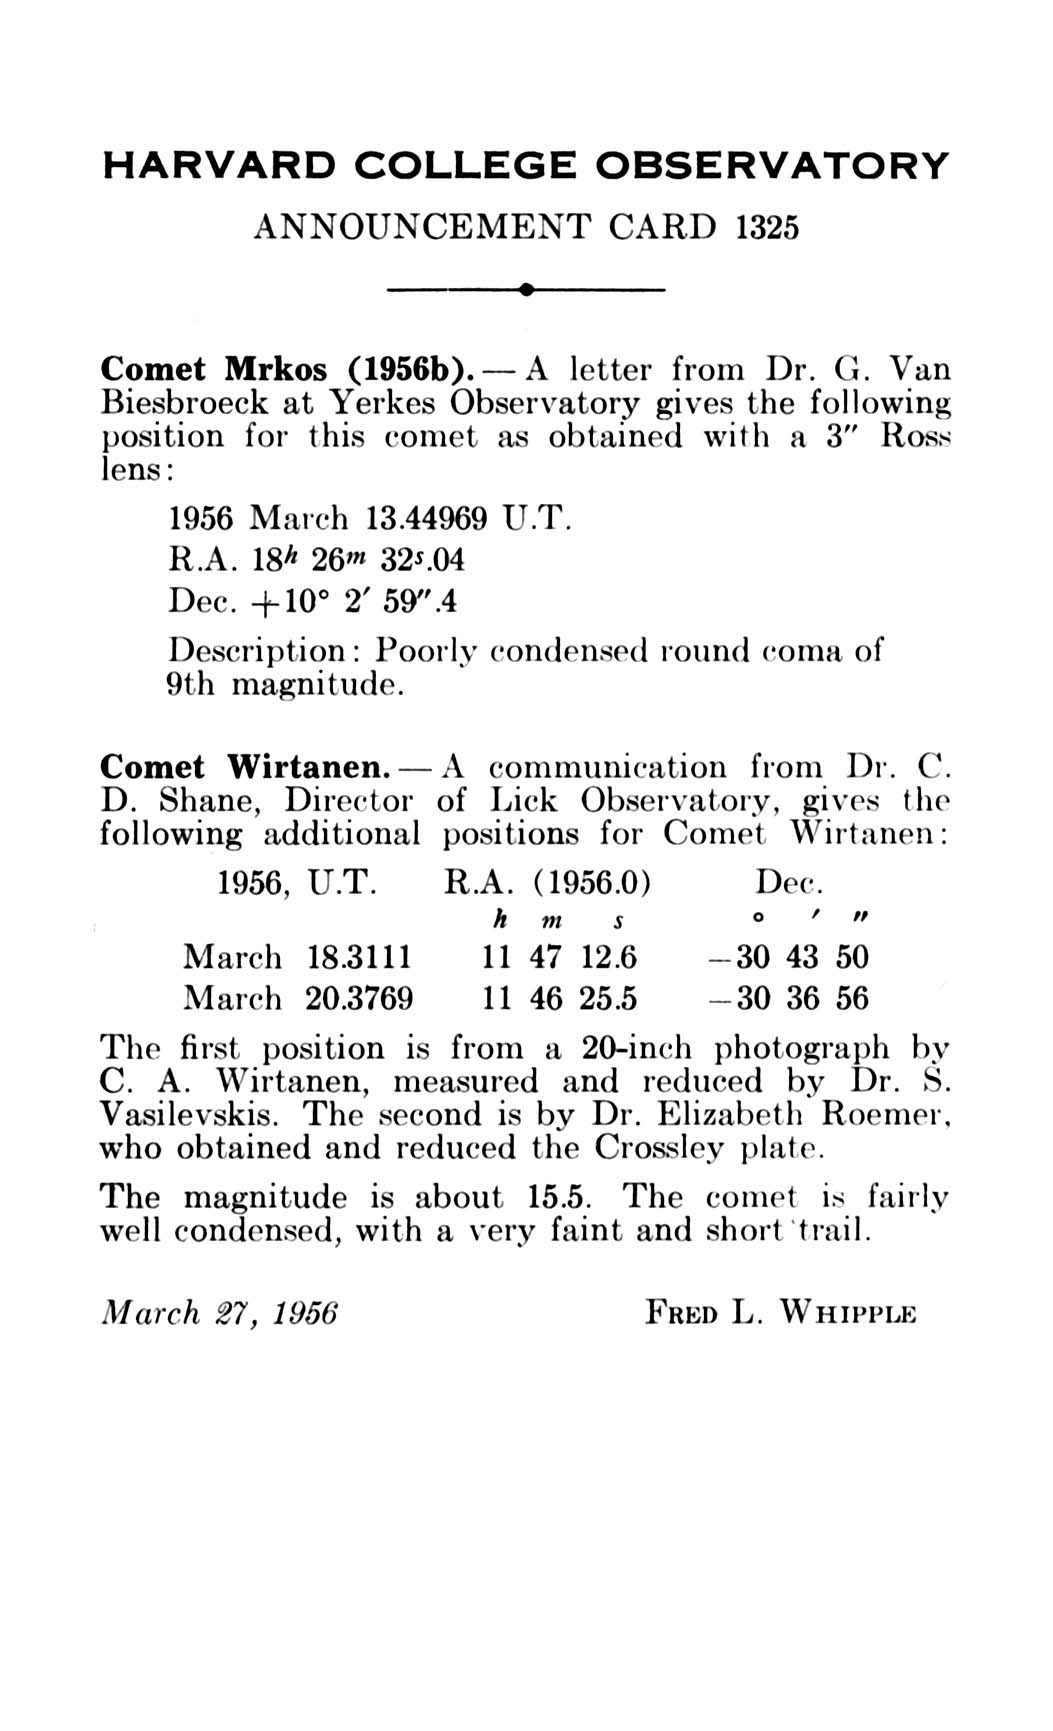 HARVARD COLLEGE OBSERVATORY
ANNOUNCEMENT CARD 1325
Comet Mrkos (1956b). — A letter from Dr. G. Van
Biesbroeck at Yerkes Observatory gives the following
position for this comet as obtained with a 3″ Ross
lens:
1956 March 13.44969 U.T.
R.A. 18h 26m 32s.04
Dec. +10° 2′ 59″.4
Description: Poorly condensed round coma of
9th magnitude.
Comet Wirtanen. — A communication from Dr. C.
D. Shane, Director of Lick Observatory, gives the
following additional positions for Comet Wirtanen:
1956, U.T. R.A. (1956.0) Dec.
h m s ° ′ ″
March 18.3111 11 47 12.6 −30 43 50
March 20.3769 11 46 25.5 −30 36 56
The first position is from a 20-inch photograph by
C. A. Wirtanen, measured and reduced by Dr. S.
Vasilevskis. The second is by Dr. Elizabeth Roemer,
who obtained and reduced the Crossley plate.
The magnitude is about 15.5. The comet is fairly
well condensed, with a very faint and short trail.
March 27, 1956 FRED L. WHIPPLE